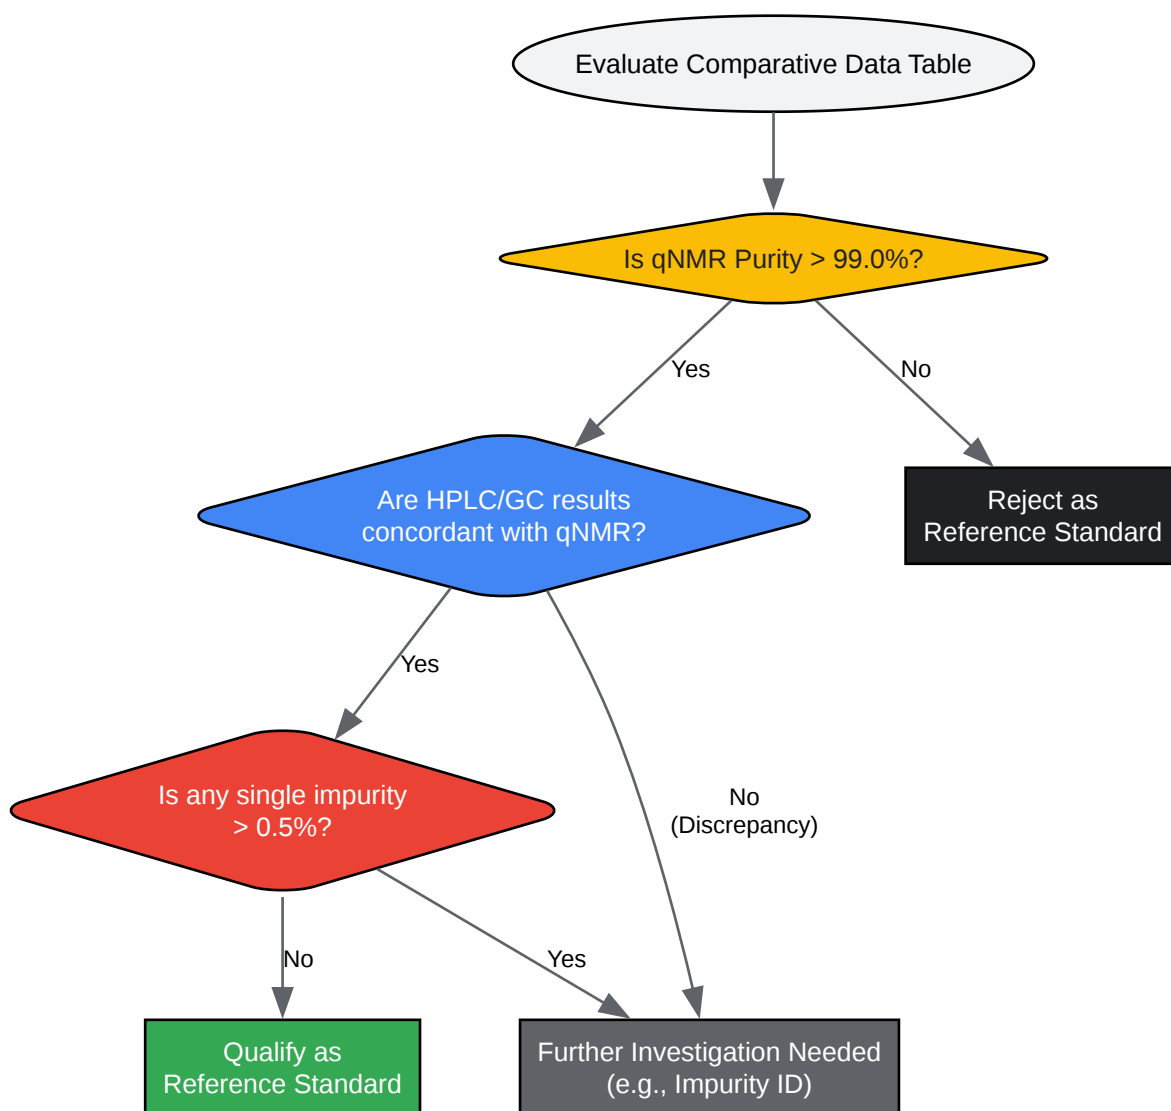 Evaluate Comparative Data Table
Is qNMR Purity > 99.0%?
Yes
No
Are HPLC/GC results
concordant with qNMR?
Reject as
Reference Standard
Yes
No
(Discrepancy)
Is any single impurity
> 0.5%?
No
Yes
Qualify as
Reference Standard
Further Investigation Needed
(e.g., Impurity ID)